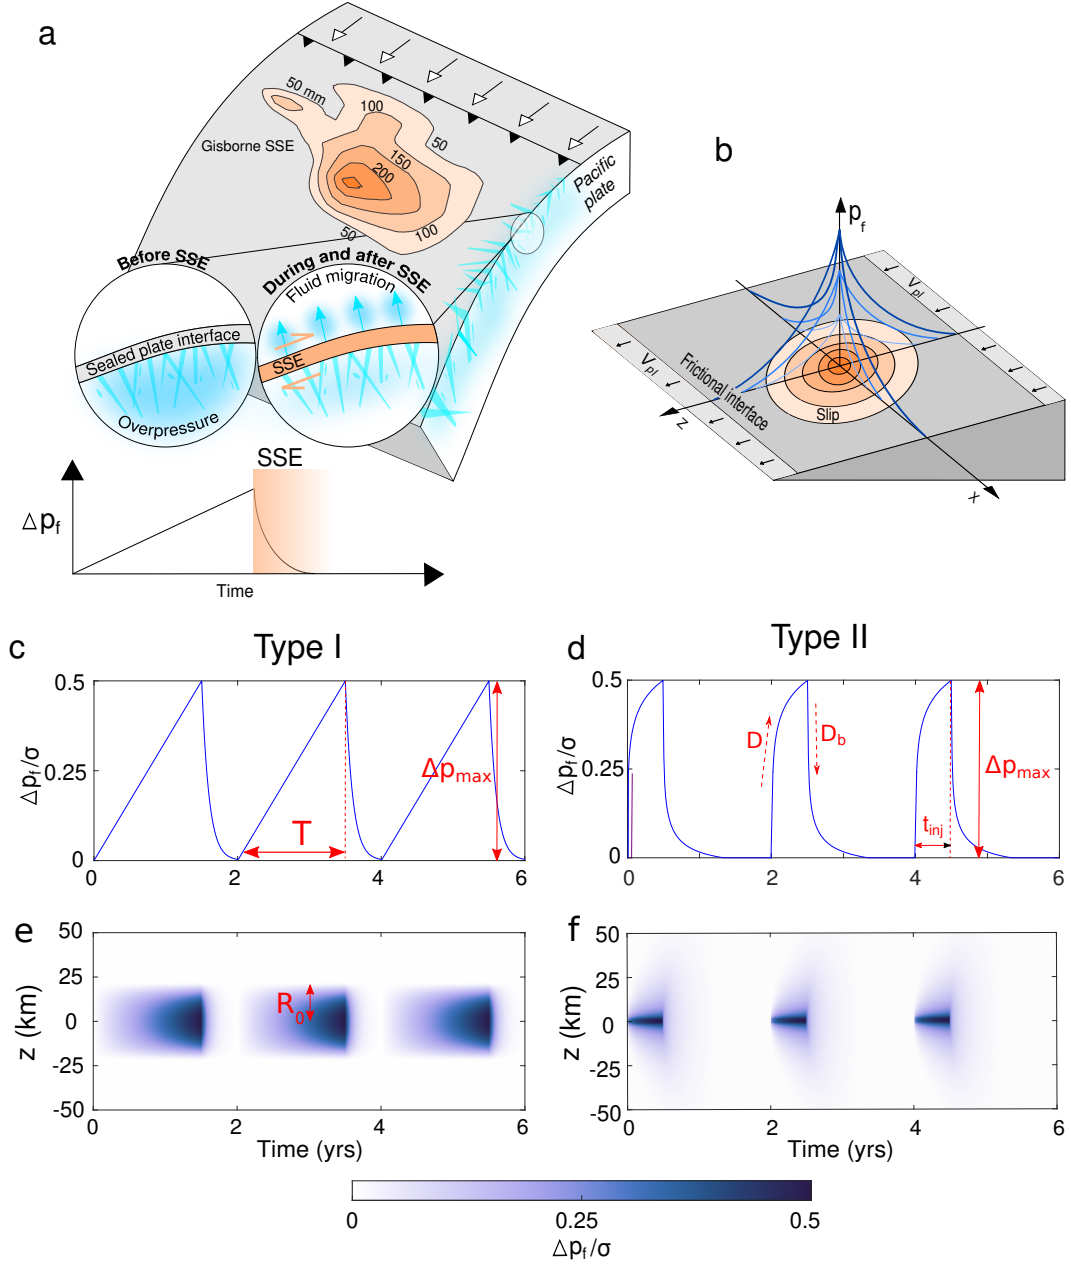 a
50 mm
100
50
Gisborne SSE
150
200
50
100
Pacific
plate
Before SSE
During and after SSE
Fluid migration
Sealed plate interface
SSE
Overpressure
SSE
Δpf
Time
b
pf
Vpl
Vpl
Frictional interface
Slip
z
x
Type I
Type II
c
0.5
0.25
0
Δpf/σ
Δpmax
T
0 2 4 6
d
0.5
0.25
0
Δpf/σ
D
Db
Δpmax
tinj
0 2 4 6
e
50
25
0
-25
-50
z (km)
R0
0 2 4 6
Time (yrs)
f
50
25
0
-25
-50
z (km)
0 2 4 6
Time (yrs)
0 0.25 0.5
Δpf/σ